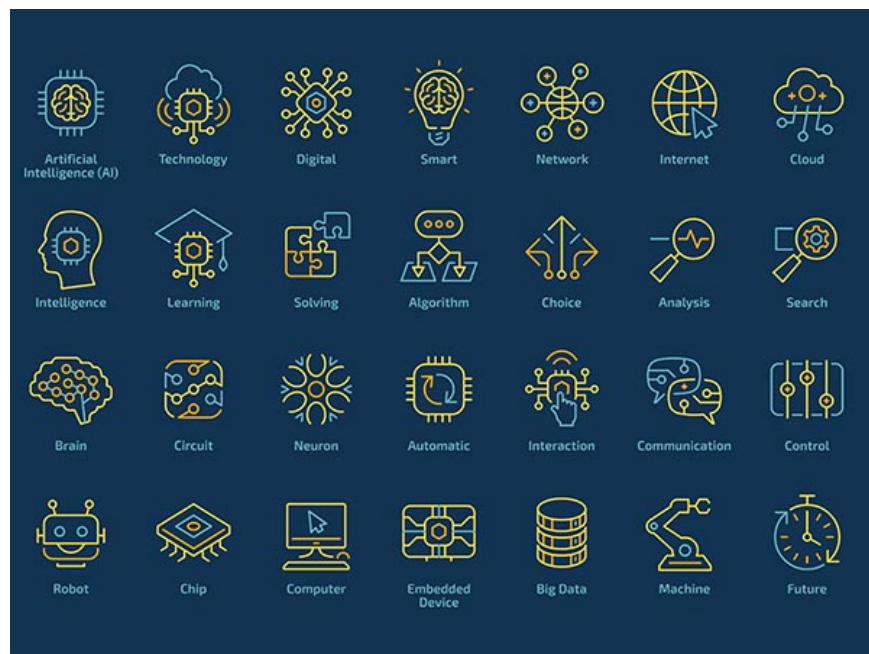 Artificial
Intelligence (AI)
Technology
Digital
Smart
Network
Internet
Cloud
Intelligence
Learning
Solving
Algorithm
Choice
Analysis
Search
Brain
Circuit
Neuron
Automatic
Interaction
Communication
Control
Robot
Chip
Computer
Embedded
Device
Big Data
Machine
Future